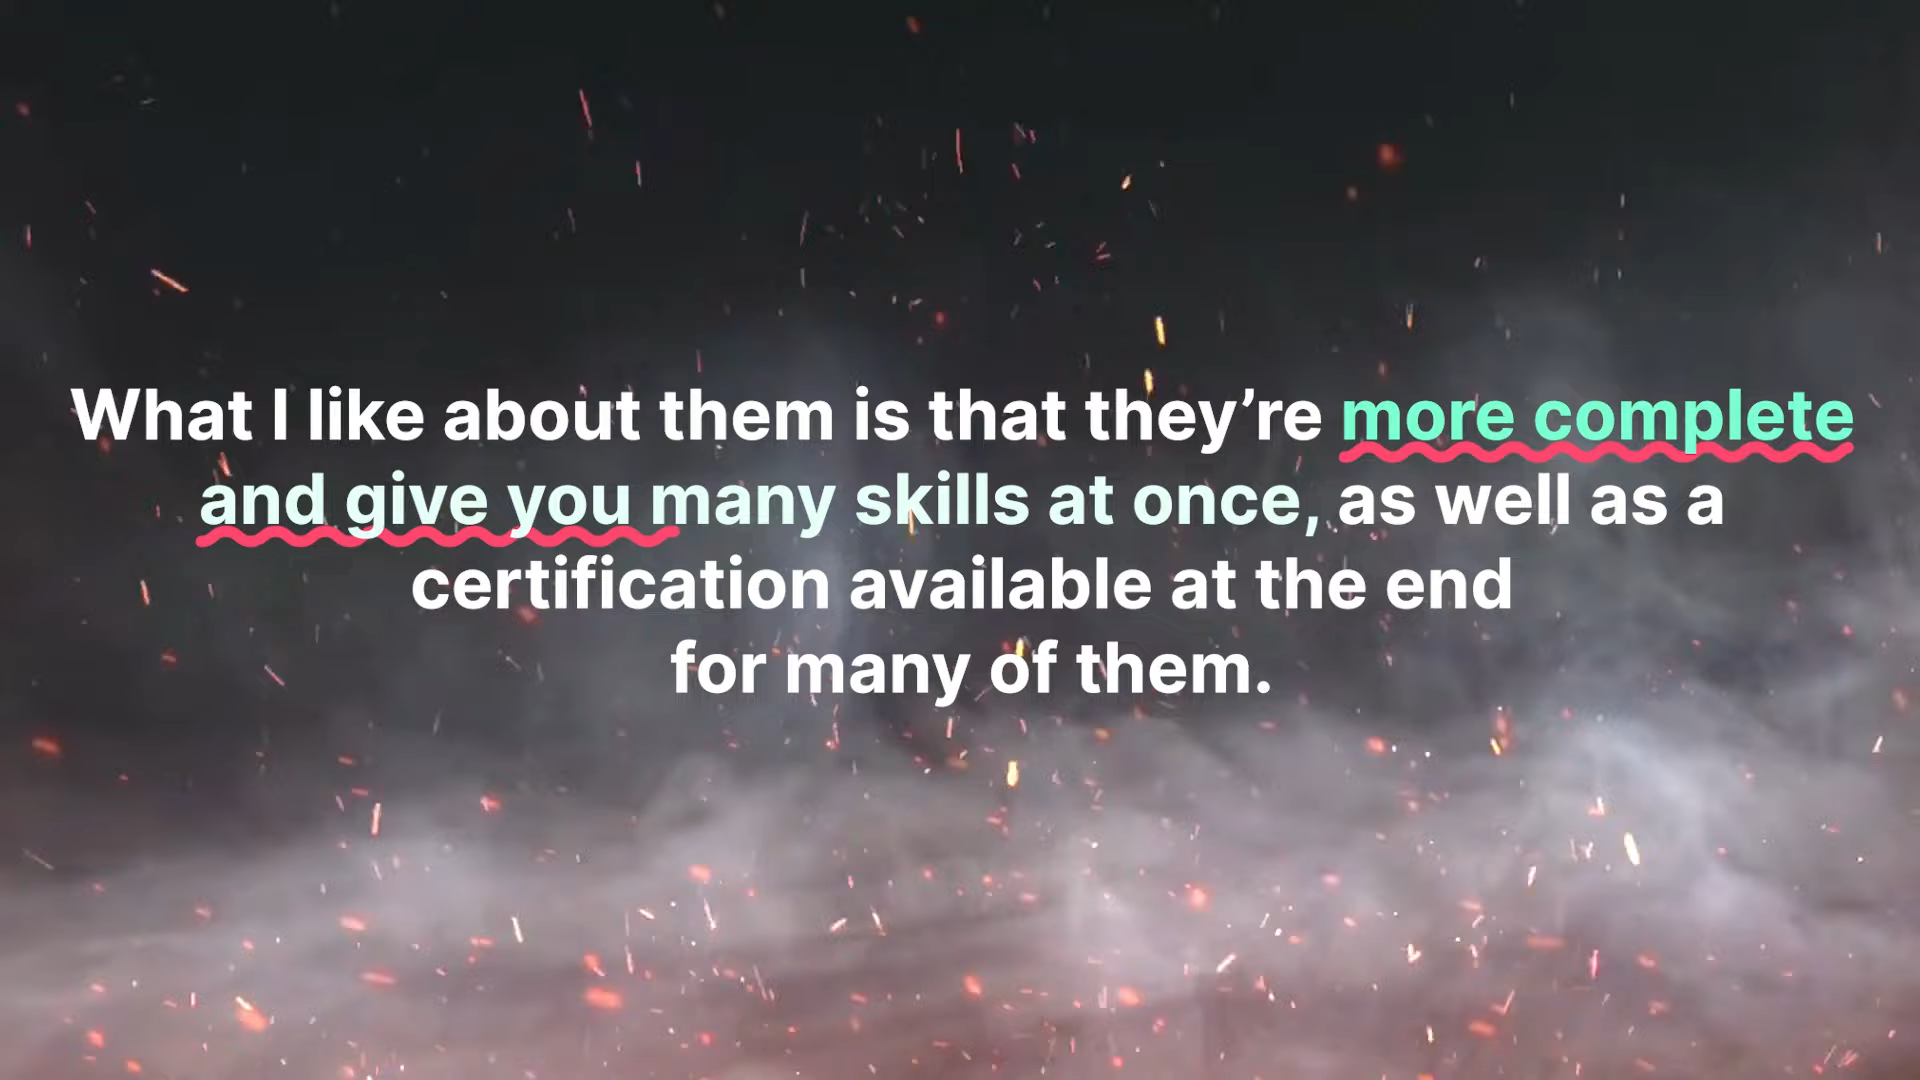 What I like about them is that they’re more complete
and give you many skills at once, as well as a
certification available at the end
for many of them.